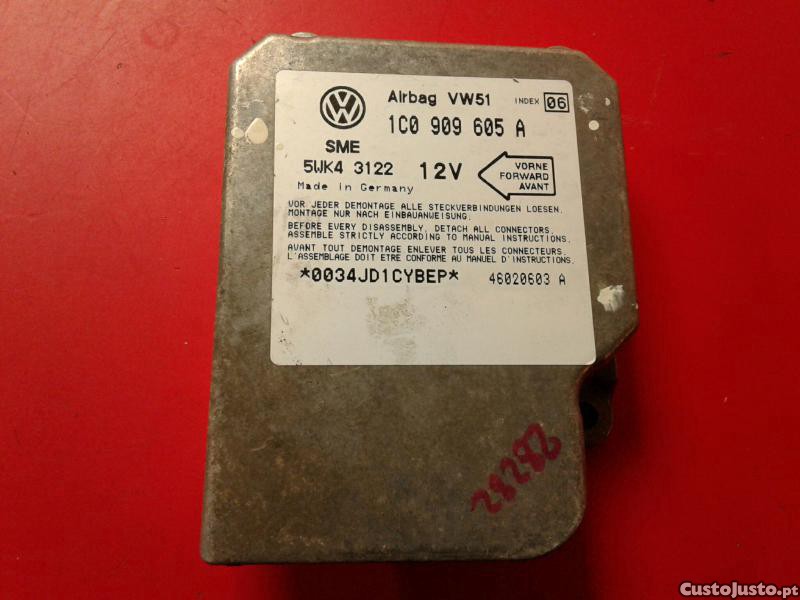 Airbag VW51 INDEX 06
1C0 909 605 A
SME
5WK4 3122 12V
VORNE
FORWARD
AVANT
Made in Germany
VOR JEDER DEMONTAGE ALLE STECKVERBINDUNGEN LOESEN.
MONTAGE NUR NACH EINBAUANWEISUNG.
BEFORE EVERY DISASSEMBLY, DETACH ALL CONNECTORS.
ASSEMBLE STRICTLY ACCORDING TO MANUAL INSTRUCTIONS.
AVANT TOUT DEMONTAGE ENLEVER TOUS LES CONNECTEURS.
L'ASSEMBLAGE DOIT ETRE CONFORME AU MANUEL D'INSTRUCTIONS.
*0034JD1CYBEP* 46020603 A
28282
CustoJusto.pt